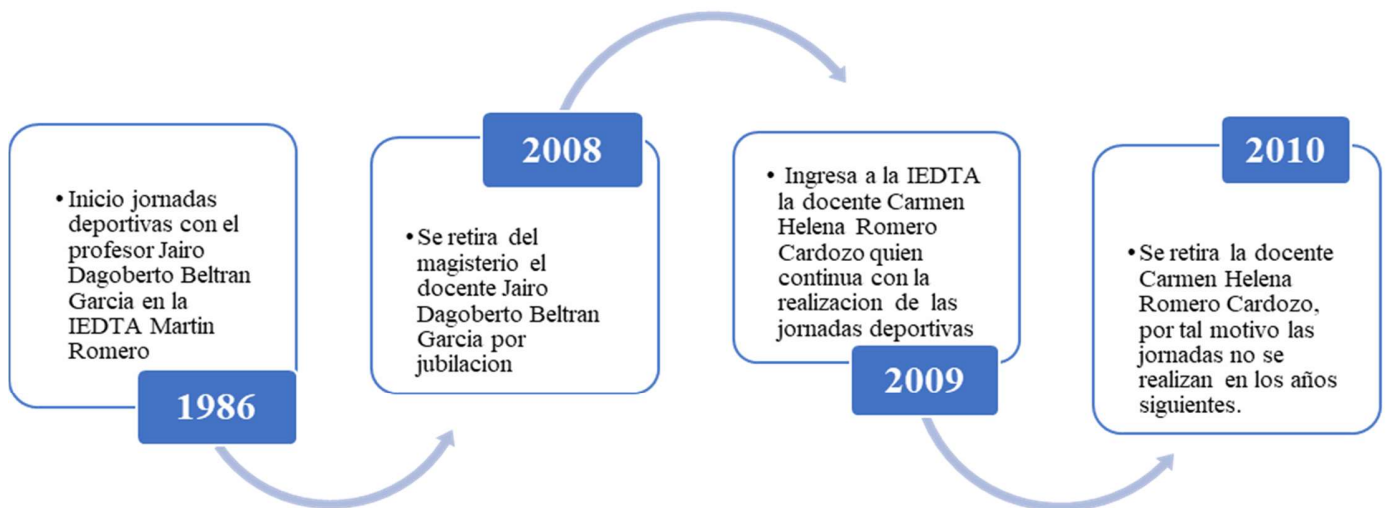 • Inicio jornadas
deportivas con el
profesor Jairo
Dagoberto Beltran
Garcia en la
IEDTA Martin
Romero
1986
2008
• Se retira del
magisterio el
docente Jairo
Dagoberto Beltran
Garcia por
jubilacion
• Ingresa a la IEDTA
la docente Carmen
Helena Romero
Cardozo quien
continua con la
realizacion de las
jornadas deportivas
2009
2010
• Se retira la docente
Carmen Helena
Romero Cardozo,
por tal motivo las
jornadas no se
realizan en los años
siguientes.